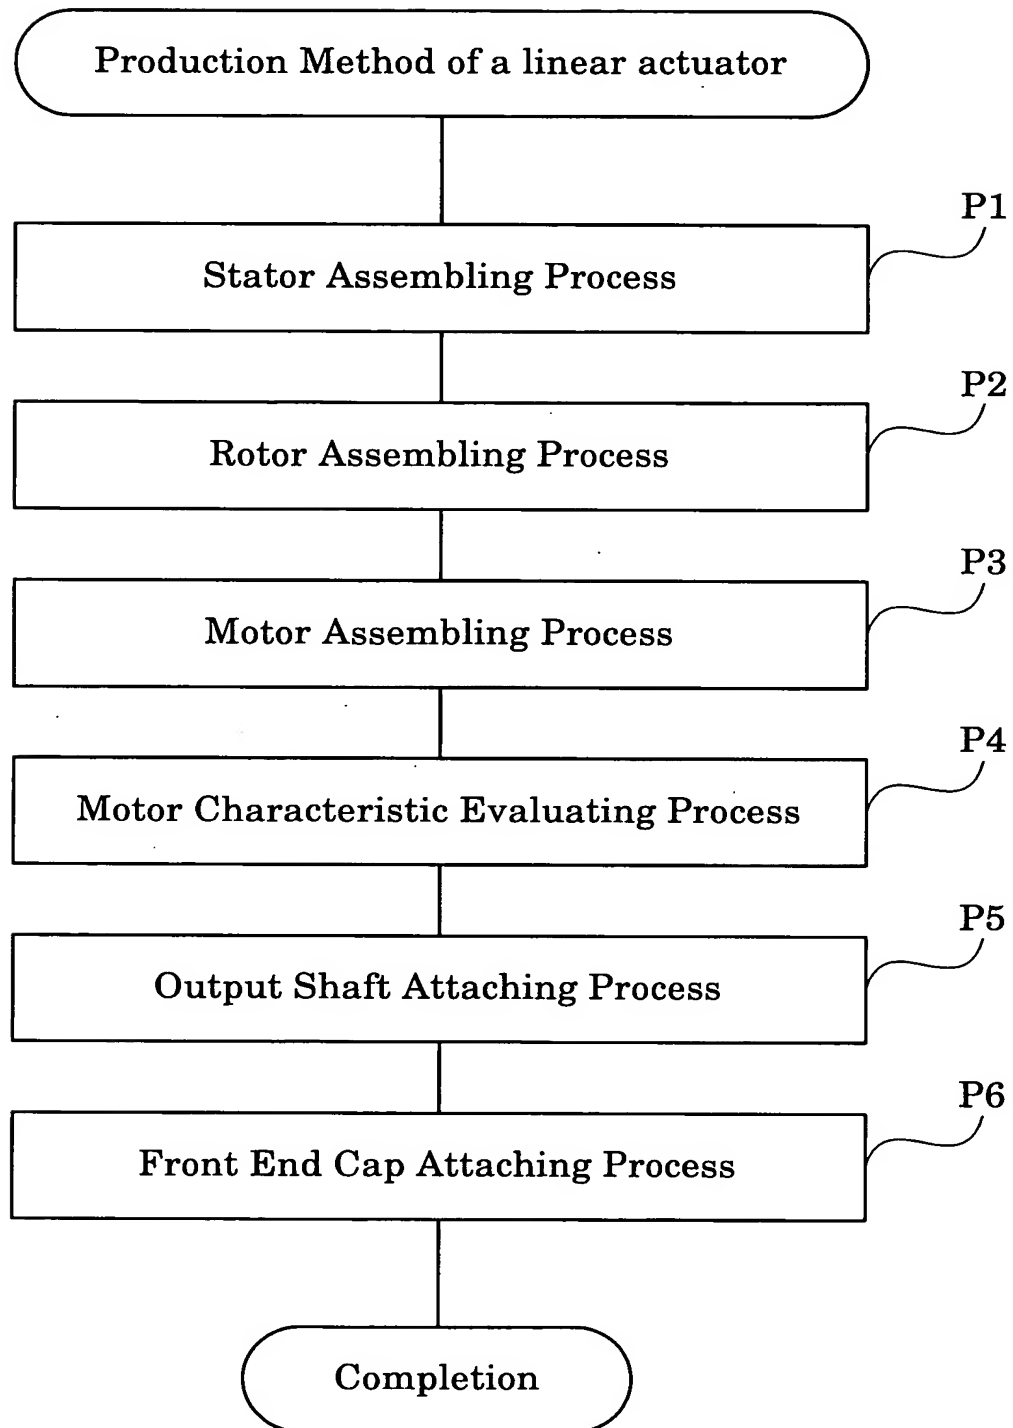 Production Method of a linear actuator
P1
Stator Assembling Process
P2
Rotor Assembling Process
P3
Motor Assembling Process
P4
Motor Characteristic Evaluating Process
P5
Output Shaft Attaching Process
P6
Front End Cap Attaching Process
Completion